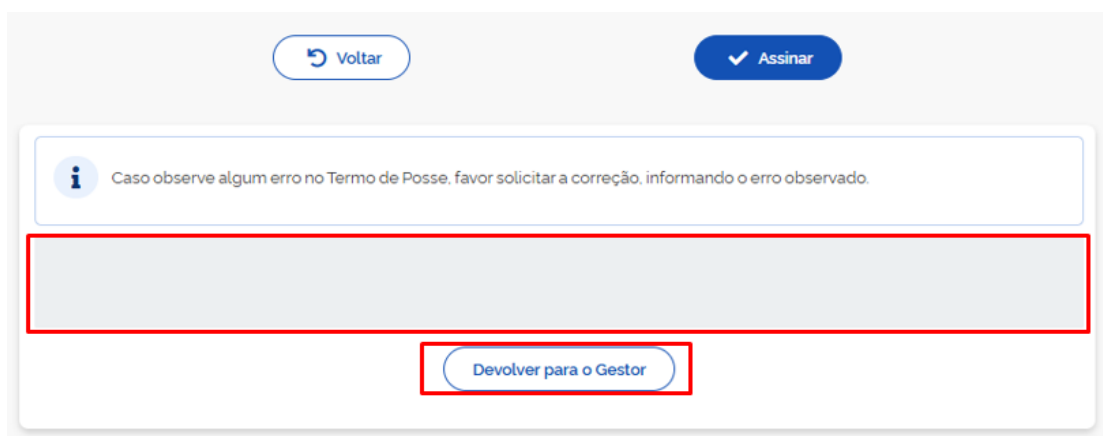 Voltar
Assinar
Caso observe algum erro no Termo de Posse, favor solicitar a correção, informando o erro observado.
Devolver para o Gestor